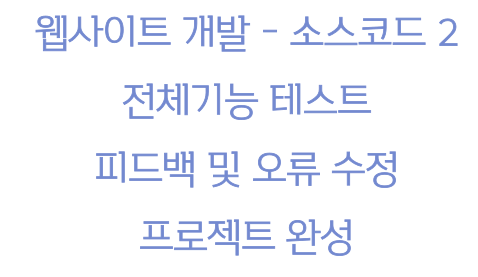 웹사이트 개발 - 소스코드 2
전체기능 테스트
피드백 및 오류 수정
프로젝트 완성